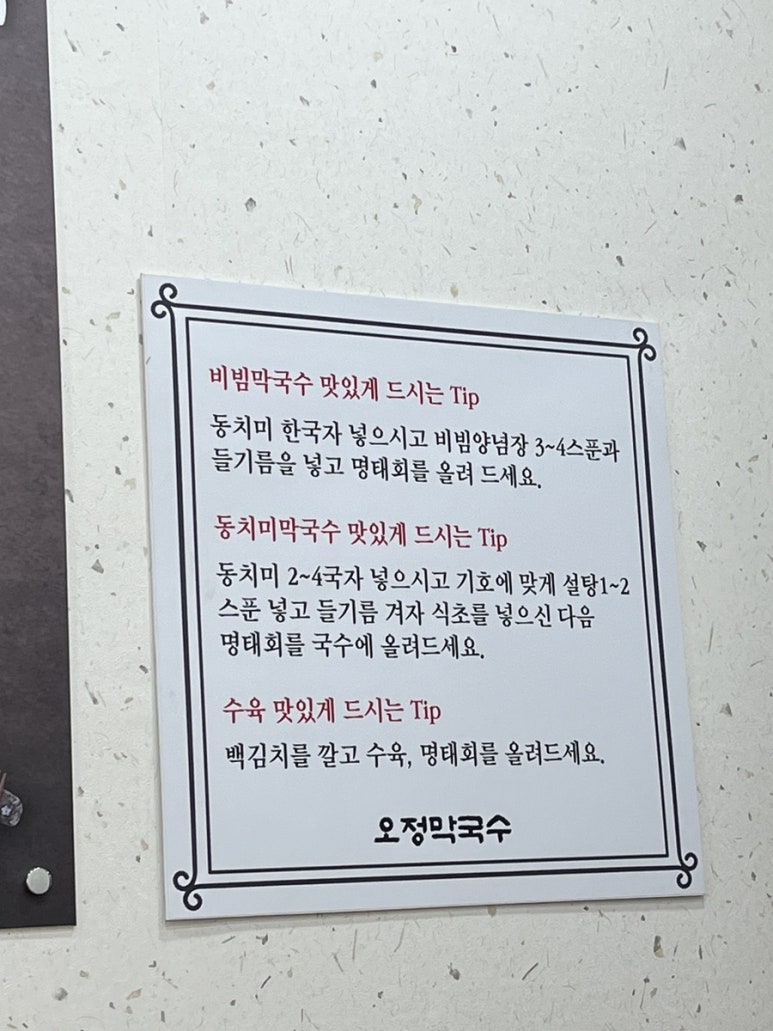 비빔막국수 맛있게 드시는 Tip
동치미 한국자 넣으시고 비빔양념장 3~4스푼과
들기름을 넣고 명태회를 올려 드세요.
동치미막국수 맛있게 드시는 Tip
동치미 2~4국자 넣으시고 기호에 맞게 설탕1~2
스푼 넣고 들기름 겨자 식초를 넣으신 다음
명태회를 국수에 올려드세요.
수육 맛있게 드시는 Tip
백김치를 깔고 수육, 명태회를 올려드세요.
오정막국수